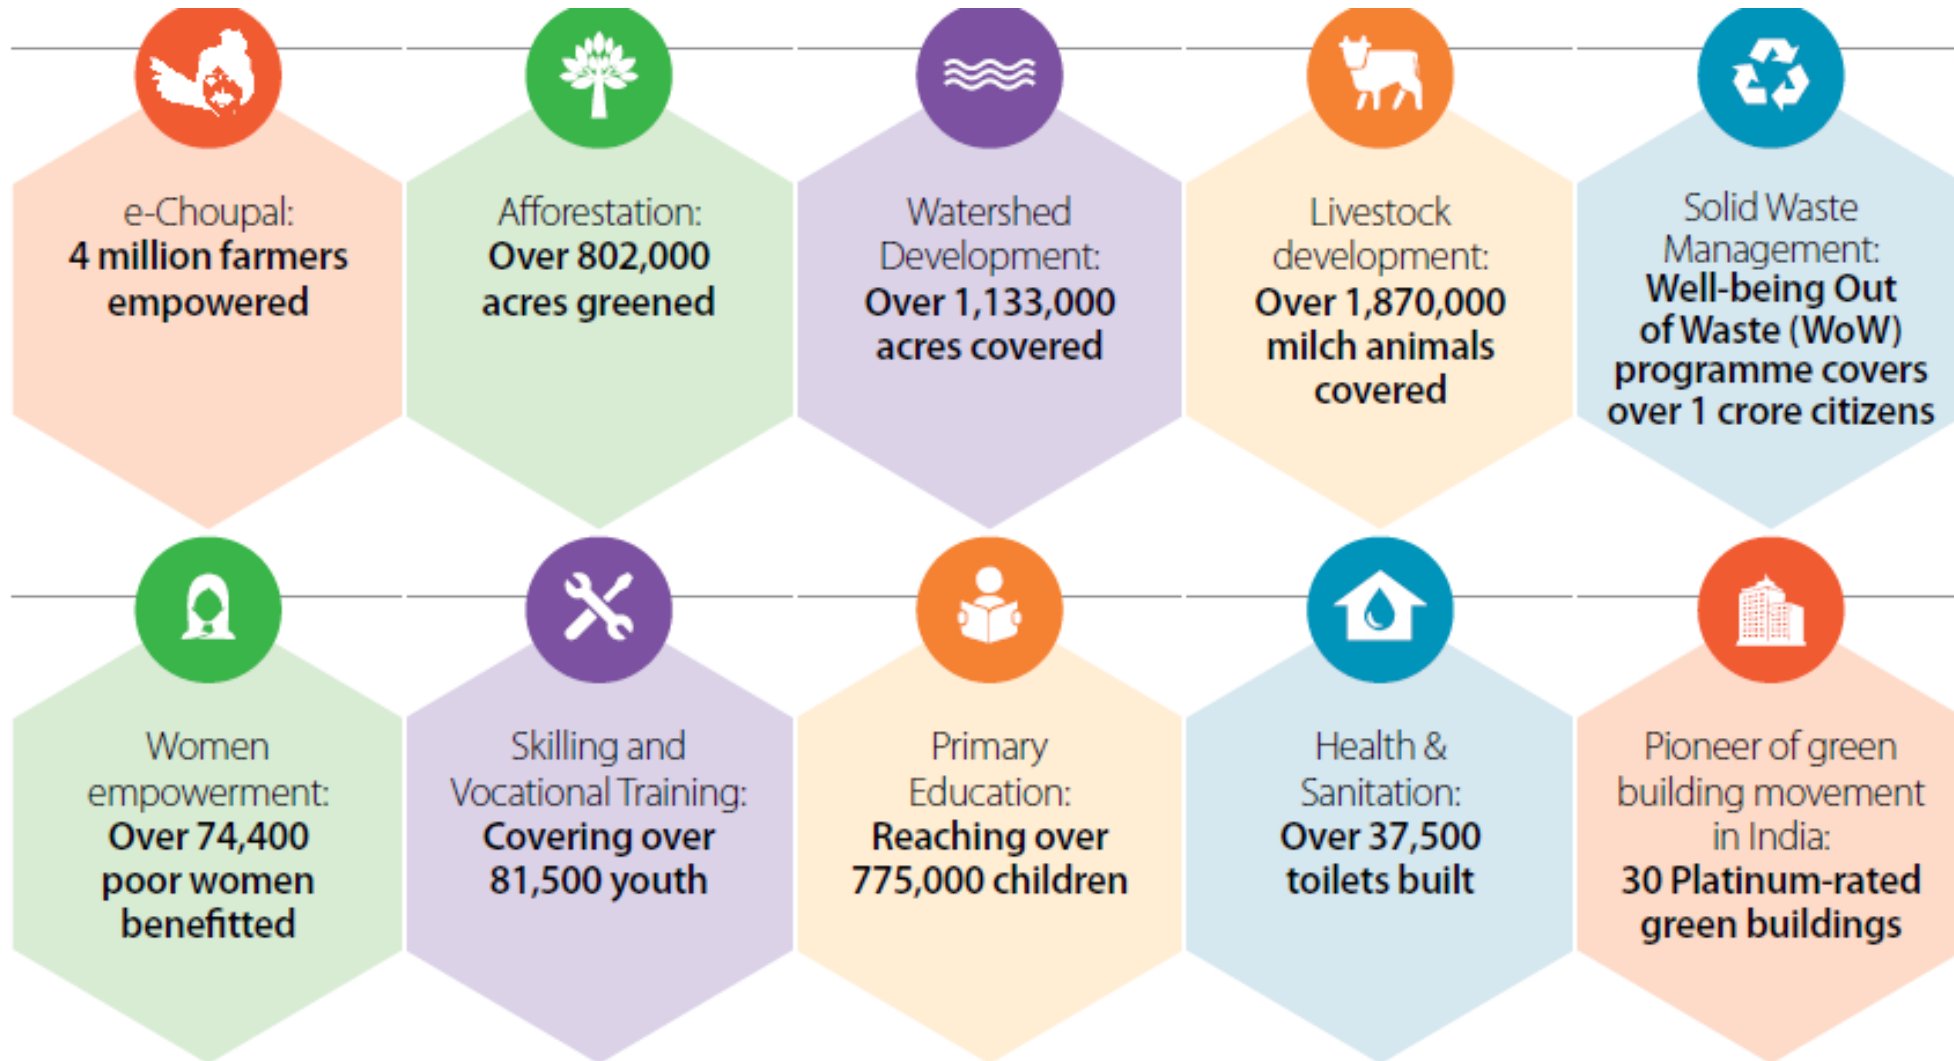 e-Choupal:
4 million farmers
empowered
Afforestation:
Over 802,000
acres greened
Watershed
Development:
Over 1,133,000
acres covered
Livestock
development:
Over 1,870,000
milch animals
covered
Solid Waste
Management:
Well-being Out
of Waste (WoW)
programme covers
over 1 crore citizens
Women
empowerment:
Over 74,400
poor women
benefitted
Skilling and
Vocational Training:
Covering over
81,500 youth
Primary
Education:
Reaching over
775,000 children
Health &
Sanitation:
Over 37,500
toilets built
Pioneer of green
building movement
in India:
30 Platinum-rated
green buildings